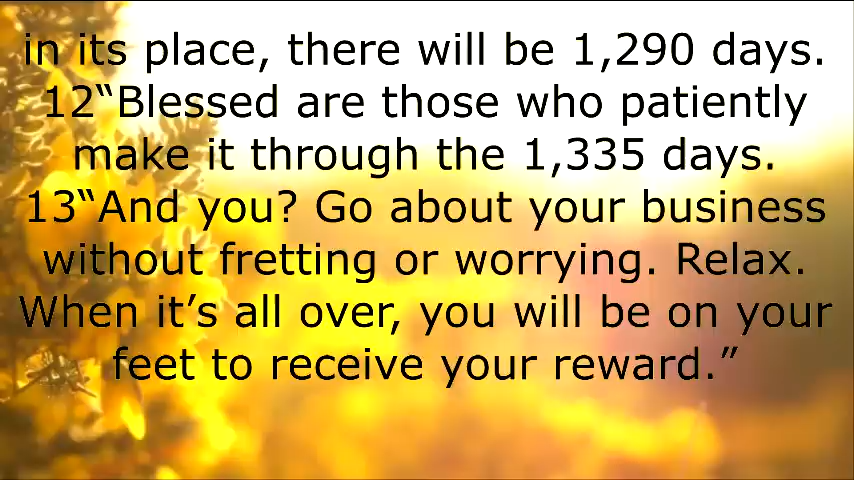 in its place, there will be 1,290 days.
12“Blessed are those who patiently
make it through the 1,335 days.
13“And you? Go about your business
without fretting or worrying. Relax.
When it’s all over, you will be on your
feet to receive your reward.”